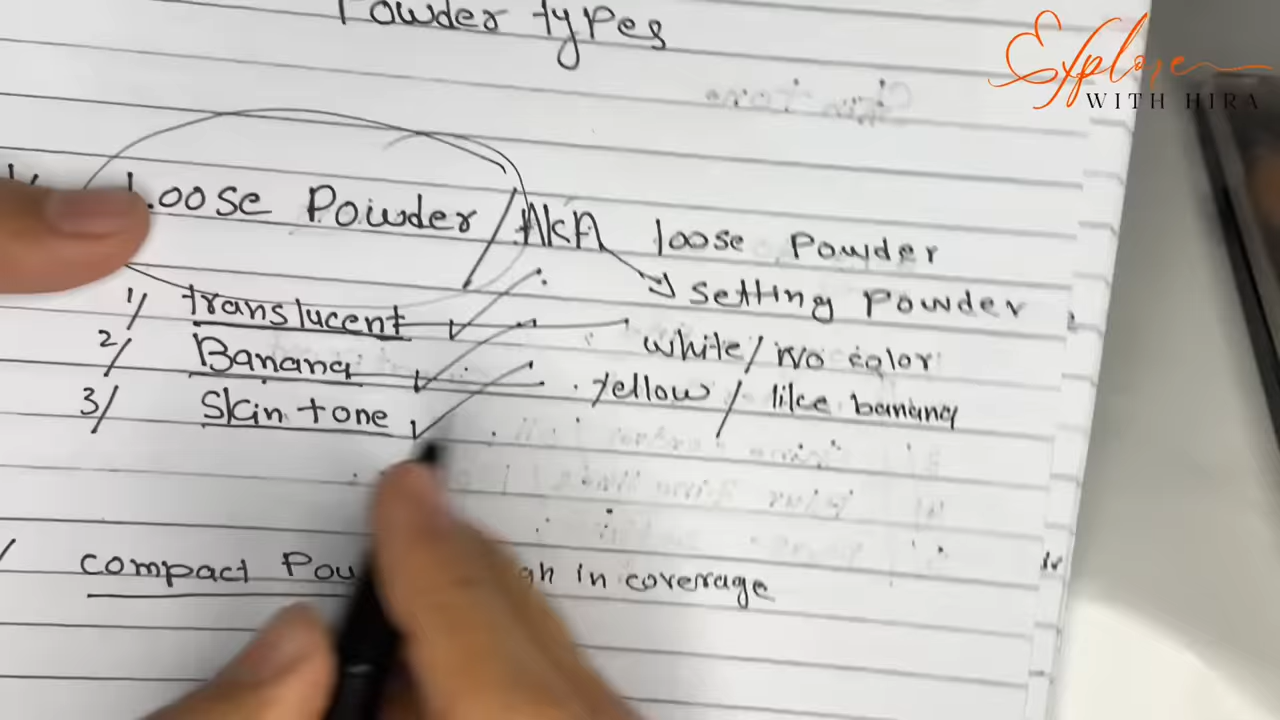 Powder types
Explore
WITH HIRA
Loose Powder / AKA loose Powder
Setting Powder
1/ translucent
white / No color
2/ Banana
yellow / like banana
3/ Skin tone
compact in coverage